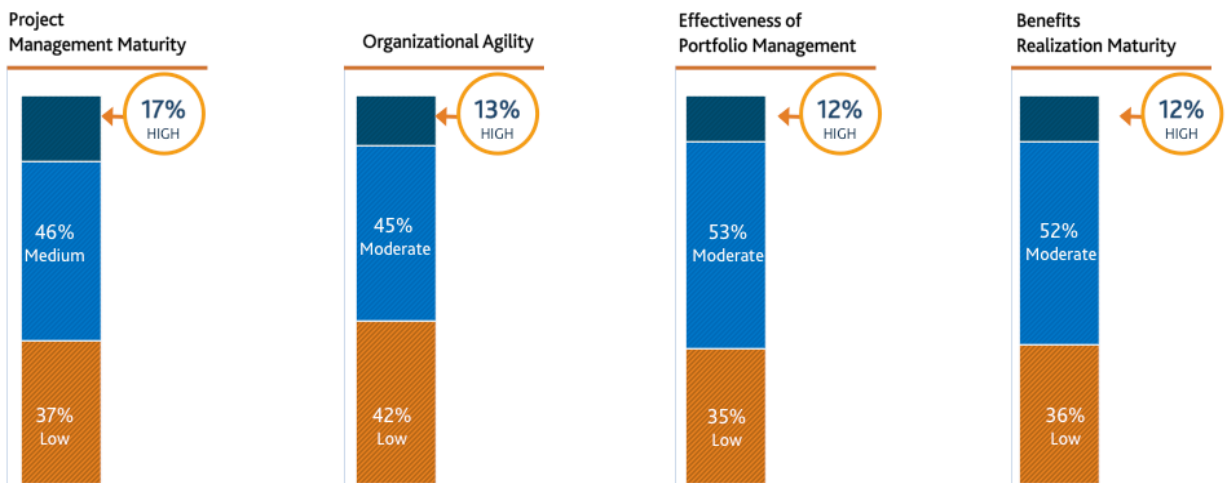 Project
Management Maturity
17%
HIGH
46%
Medium
37%
Low
Organizational Agility
13%
HIGH
45%
Moderate
42%
Low
Effectiveness of
Portfolio Management
12%
HIGH
53%
Moderate
35%
Low
Benefits
Realization Maturity
12%
HIGH
52%
Moderate
36%
Low